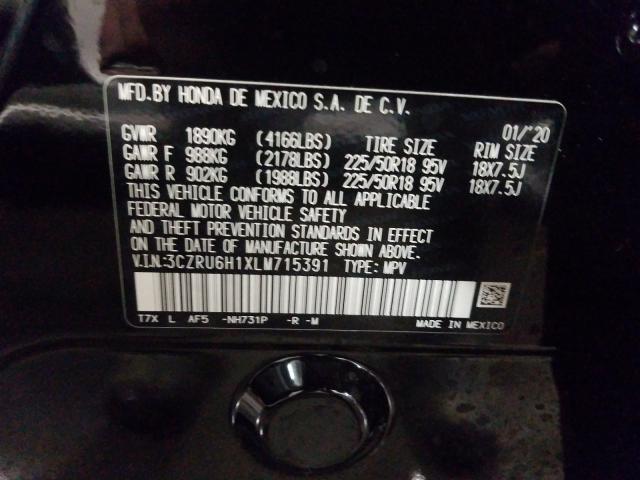 MFD.BY HONDA DE MEXICO S.A. DE C.V.
01/'20
GVWR 1890KG (4166LBS) TIRE SIZE RIM SIZE
GAWR F 988KG (2178LBS) 225/50R18 95V 18X7.5J
GAWR R 902KG (1988LBS) 225/50R18 95V 18X7.5J
THIS VEHICLE CONFORMS TO ALL APPLICABLE
FEDERAL MOTOR VEHICLE SAFETY
AND THEFT PREVENTION STANDARDS IN
EFFECT ON THE DATE OF MANUFACTURE SHOWN ABOVE.
V.I.N:3CZRU6H1XLM715391 TYPE: MPV
T7X L AF5 -NH731P -R -M MADE IN MEXICO